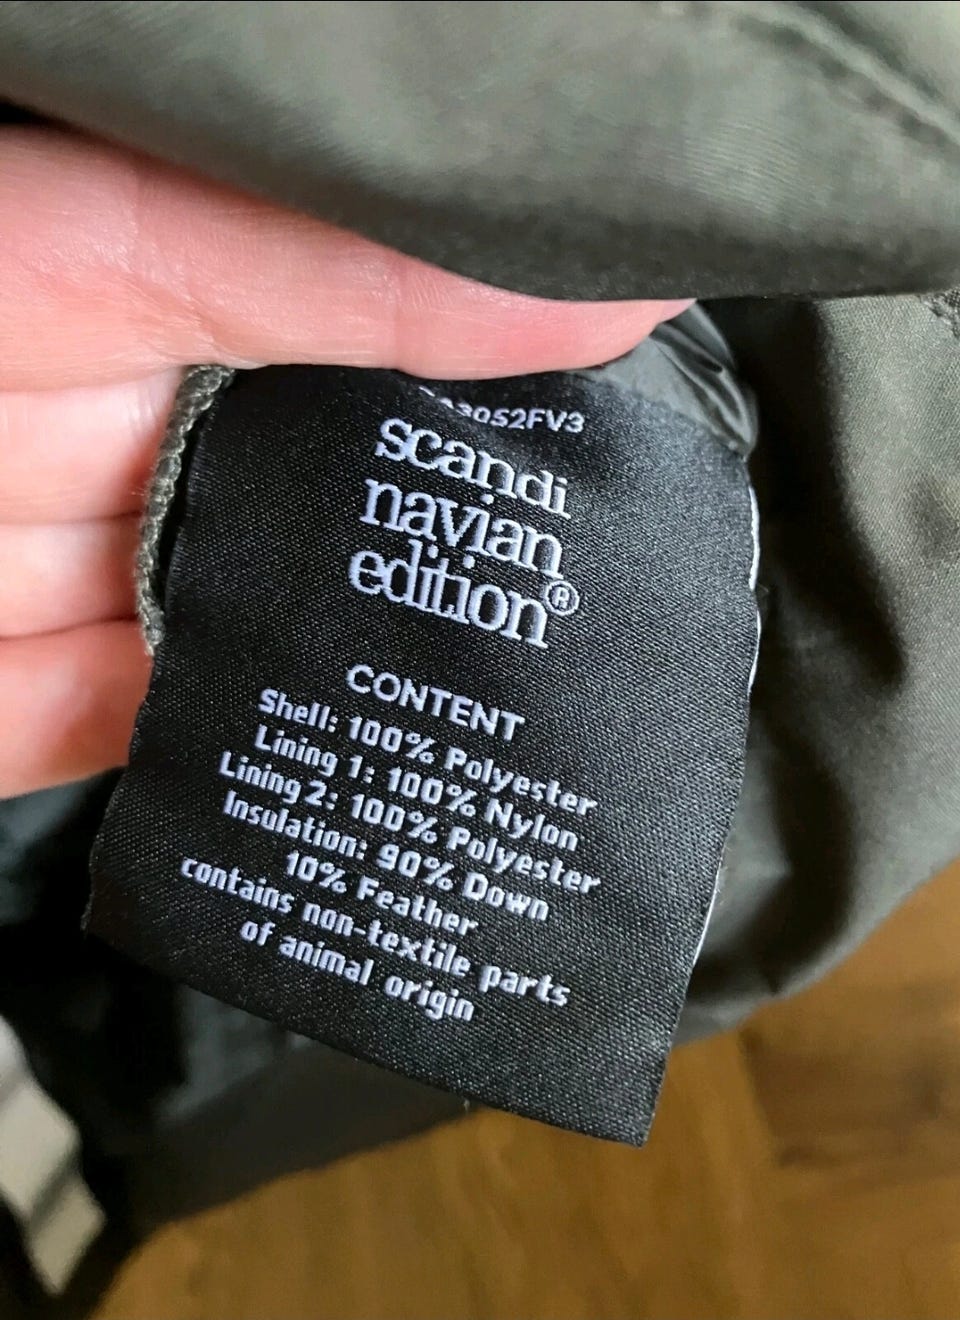 scandi
navian
edition®
CONTENT
Shell: 100% Polyester
Lining 1: 100% Nylon
Lining 2: 100% Polyester
Insulation: 90% Down
10% Feather
contains non-textile parts
of animal origin